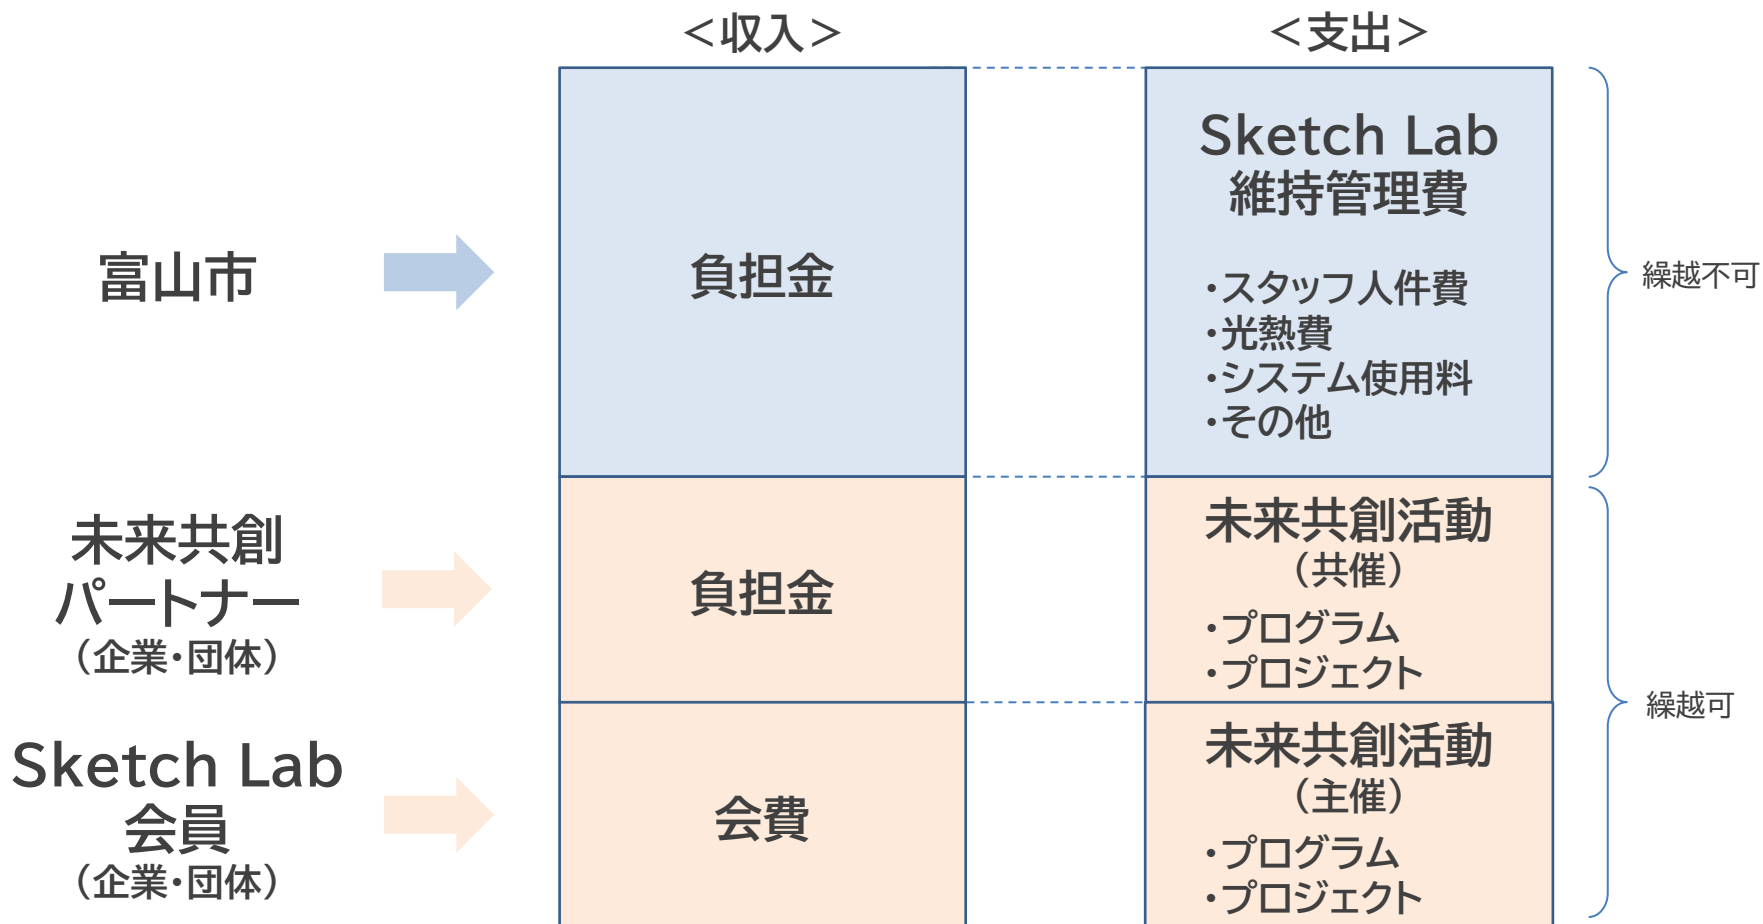 ＜収入＞
＜支出＞
富山市
負担金
Sketch Lab
維持管理費
・スタッフ人件費
・光熱費
・システム使用料
・その他
繰越不可
未来共創
パートナー
（企業・団体）
負担金
未来共創活動
（共催）
・プログラム
・プロジェクト
繰越可
Sketch Lab
会員
（企業・団体）
会費
未来共創活動
（主催）
・プログラム
・プロジェクト